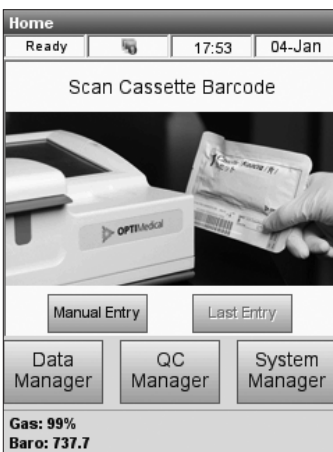 Home
Ready 17:53 04-Jan
Scan Cassette Barcode
OPTIMedical
Manual Entry Last Entry
Data Manager QC Manager System Manager
Gas: 99%
Baro: 737.7